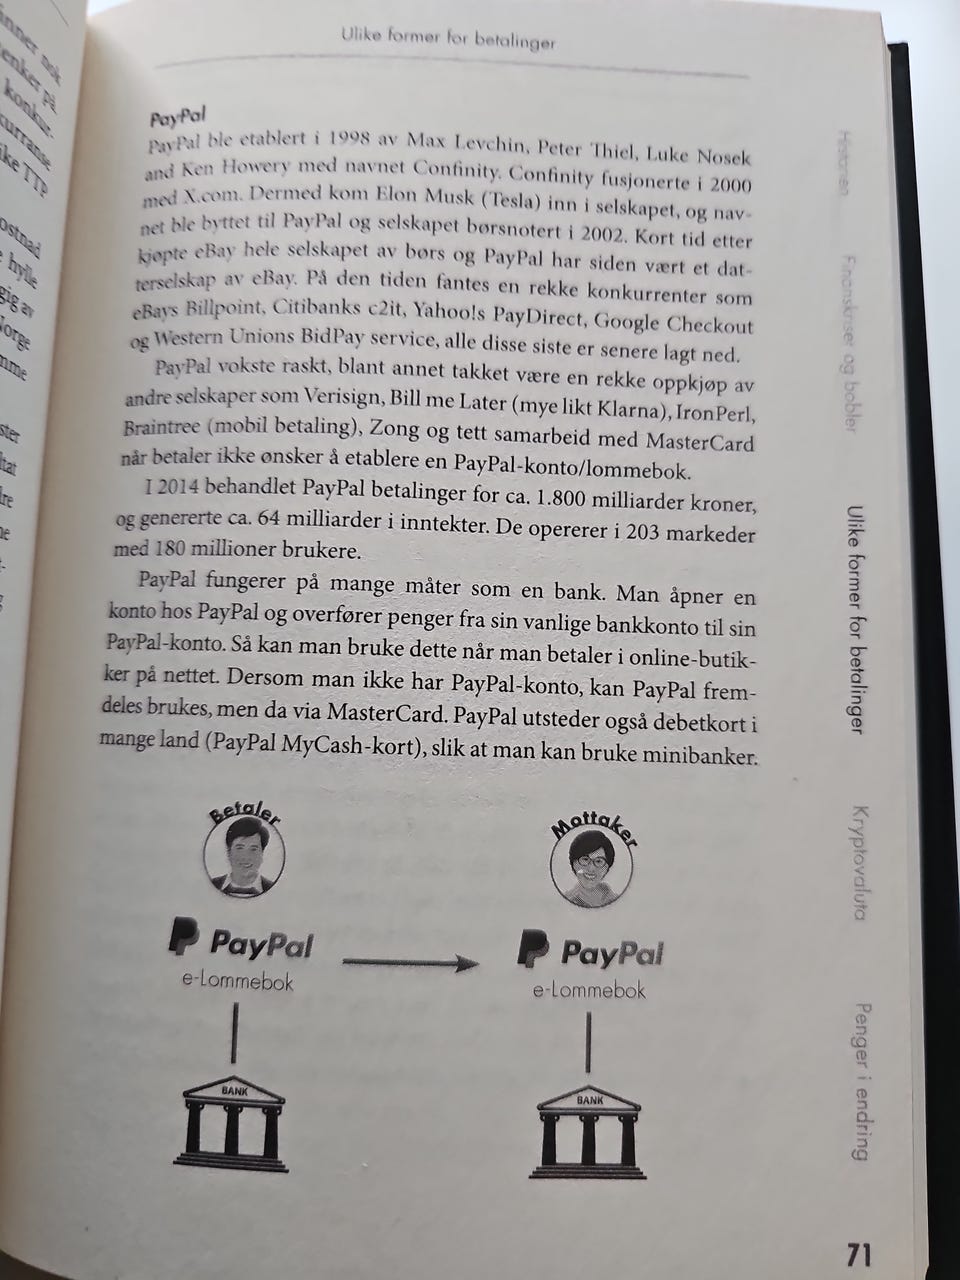 Ulike former for betalinger
PayPal
PayPal ble etablert i 1998 av Max Levchin, Peter Thiel, Luke Nosek
and Ken Howery med navnet Confinity. Confinity fusjonerte i 2000
med X.com. Dermed kom Elon Musk (Tesla) inn i selskapet, og nav-
net ble byttet til PayPal og selskapet børsnotert i 2002. Kort tid etter
kjøpte eBay hele selskapet av børs og PayPal har siden vært et dat-
terselskap av eBay. På den tiden fantes en rekke konkurrenter som
eBays Billpoint, Citibanks c2it, Yahoo!s PayDirect, Google Checkout
og Western Unions BidPay service, alle disse siste er senere lagt ned.
PayPal vokste raskt, blant annet takket være en rekke oppkjøp av
andre selskaper som Verisign, Bill me Later (mye likt Klarna), IronPerl,
Braintree (mobil betaling), Zong og tett samarbeid med MasterCard
når betaler ikke ønsker å etablere en PayPal-konto/lommebok.
I 2014 behandlet PayPal betalinger for ca. 1.800 milliarder kroner,
og genererte ca. 64 milliarder i inntekter. De opererer i 203 markeder
med 180 millioner brukere.
PayPal fungerer på mange måter som en bank. Man åpner en
konto hos PayPal og overfører penger fra sin vanlige bankkonto til sin
PayPal-konto. Så kan man bruke dette når man betaler i online-butik-
ker på nettet. Dersom man ikke har PayPal-konto, kan PayPal frem-
deles brukes, men da via MasterCard. PayPal utsteder også debetkort i
mange land (PayPal MyCash-kort), slik at man kan bruke minibanker.
Betaler
Mottaker
PayPal
PayPal
e-Lommebok
e-Lommebok
BANK
BANK
Historien
Finanskriser og bobler
Ulike former for betalinger
Kryptovaluta
Penger i endring
71